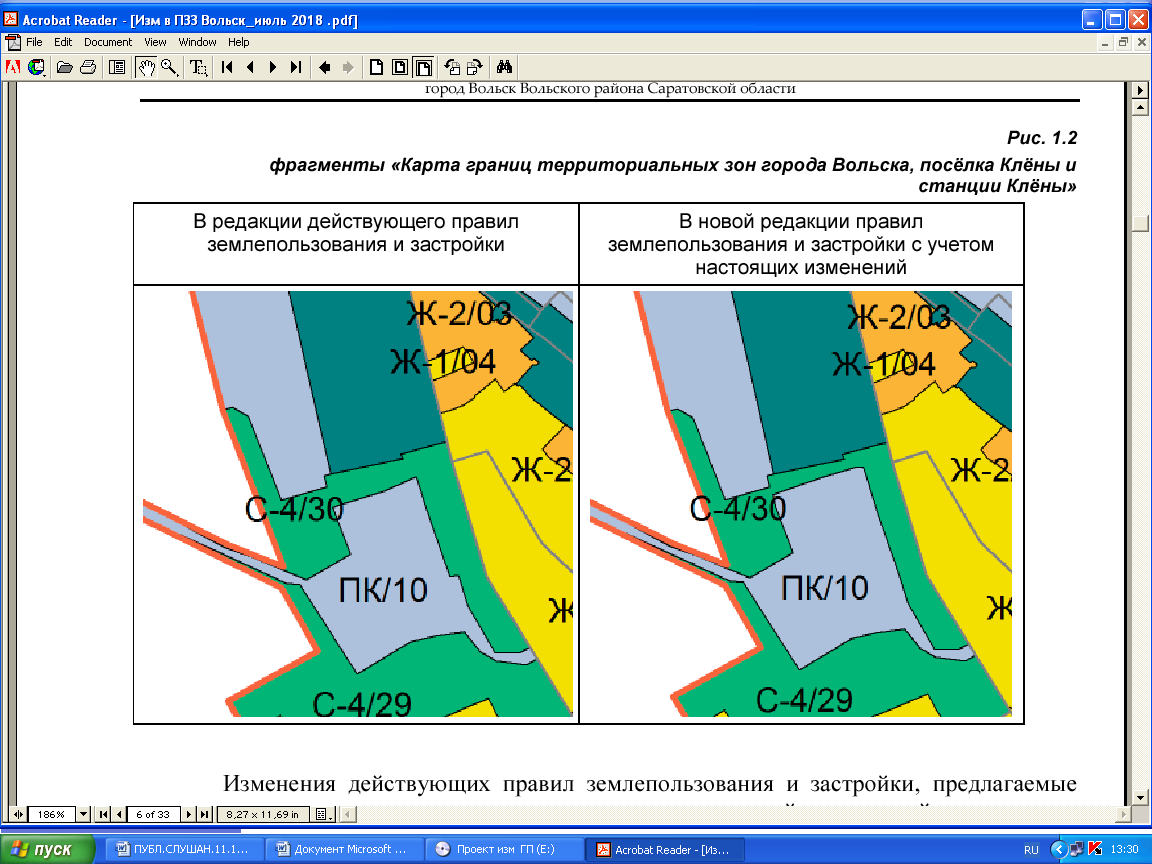 Acrobat Reader - [Изм в ПЗЗ Вольск_июль 2018 .pdf]
File Edit Document View Window Help
город Вольск Вольского района Саратовской области
Рис. 1.2
фрагменты «Карта границ территориальных зон города Вольска, посёлка Клёны и
станции Клёны»
В редакции действующего правил
землепользования и застройки
В новой редакции правил
землепользования и застройки с учетом
настоящих изменений
Ж-2/03
Ж-1/04
Ж-2
С-4/30
ПК/10
Ж
С-4/29
Ж-2/03
Ж-1/04
Ж-2
С-4/30
ПК/10
Ж
С-4/29
Изменения действующих правил землепользования и застройки, предлагаемые
186% 6 of 33 8,27 x 11,69 in
пуск ПУБЛ.СЛУШАН.11.1... Документ Microsoft ... Проект изм ГП (E:) Acrobat Reader - [Из... RU 13:30